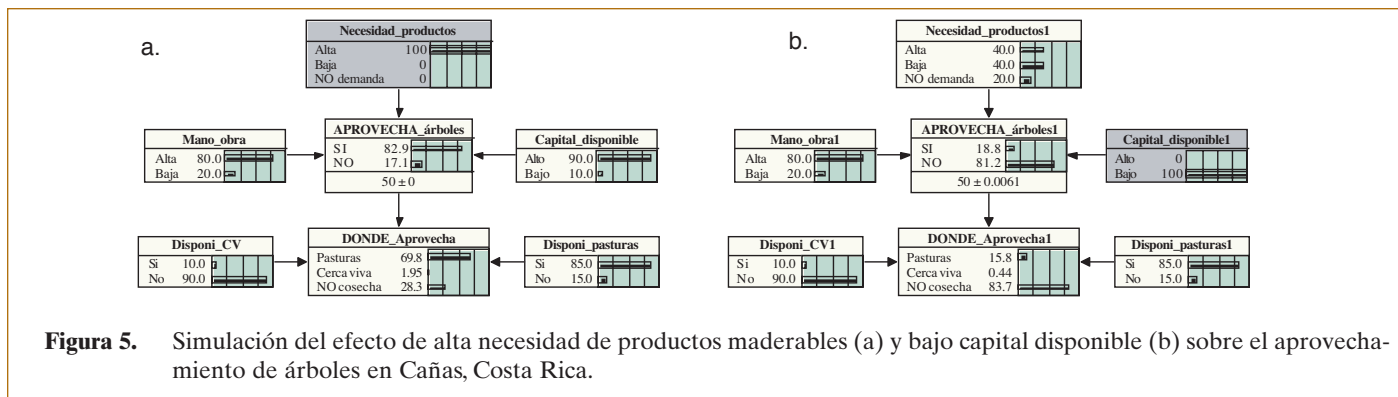 a.
Necesidad_productos
Alta 100
Baja 0
NO demanda 0
Mano_obra
Alta 80.0
Baja 20.0
APROVECHA_árboles
SI 82.9
NO 17.1
50 ± 0
Capital_disponible
Alto 90.0
Bajo 10.0
Disponi_CV
Si 10.0
No 90.0
DONDE_Aprovecha
Pasturas 69.8
Cerca viva 1.95
NO cosecha 28.3
Disponi_pasturas
Si 85.0
No 15.0
b.
Necesidad_productos1
Alta 40.0
Baja 40.0
NO demanda 20.0
Mano_obra1
Alta 80.0
Baja 20.0
APROVECHA_árboles1
SI 18.8
NO 81.2
50 ± 0.0061
Capital_disponible1
Alto 0
Bajo 100
Disponi_CV1
Si 10.0
No 90.0
DONDE_Aprovecha1
Pasturas 15.8
Cerca viva 0.44
NO cosecha 83.7
Disponi_pasturas1
Si 85.0
No 15.0
Figura 5. Simulación del efecto de alta necesidad de productos maderables (a) y bajo capital disponible (b) sobre el aprovecha-
miento de árboles en Cañas, Costa Rica.